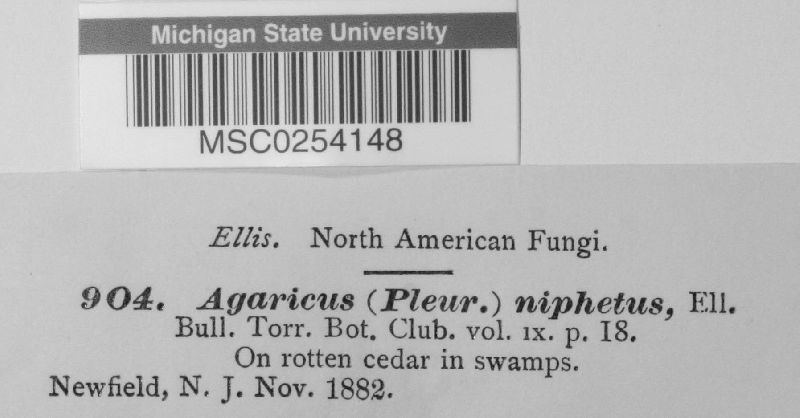 Michigan State University
MSC0254148
Ellis. North American Fungi.
904. Agaricus (Pleur.) niphetus, Ell.
Bull. Torr. Bot. Club. vol. ix. p. 18.
On rotten cedar in swamps.
Newfield, N. J. Nov. 1882.